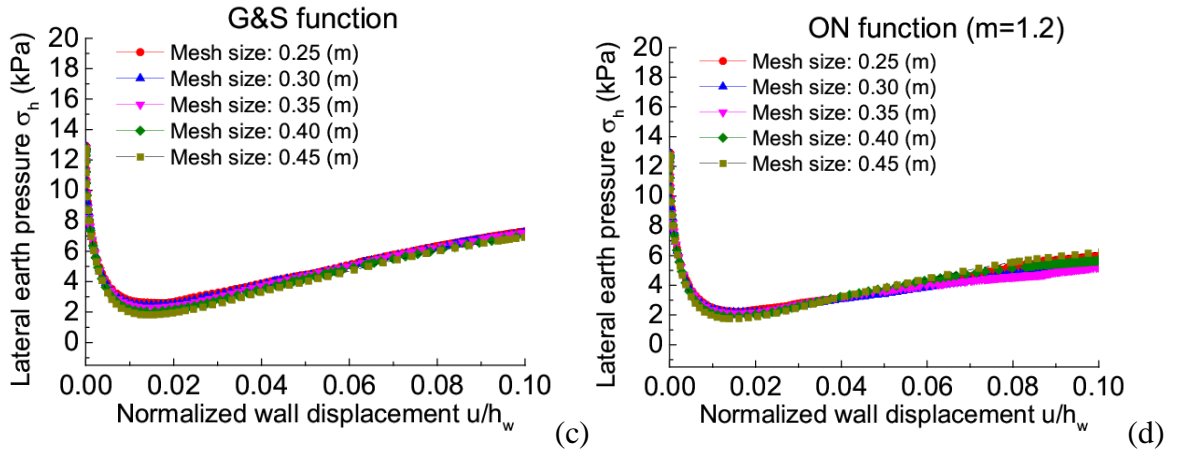 G&S function
Mesh size: 0.25 (m)
Mesh size: 0.30 (m)
Mesh size: 0.35 (m)
Mesh size: 0.40 (m)
Mesh size: 0.45 (m)
Lateral earth pressure σh (kPa)
20
18
16
14
12
10
8
6
4
2
0
0.00 0.02 0.04 0.06 0.08 0.10
Normalized wall displacement u/hw
(c)
ON function (m=1.2)
Mesh size: 0.25 (m)
Mesh size: 0.30 (m)
Mesh size: 0.35 (m)
Mesh size: 0.40 (m)
Mesh size: 0.45 (m)
Lateral earth pressure σh (kPa)
20
18
16
14
12
10
8
6
4
2
0
0.00 0.02 0.04 0.06 0.08 0.10
Normalized wall displacement u/hw
(d)